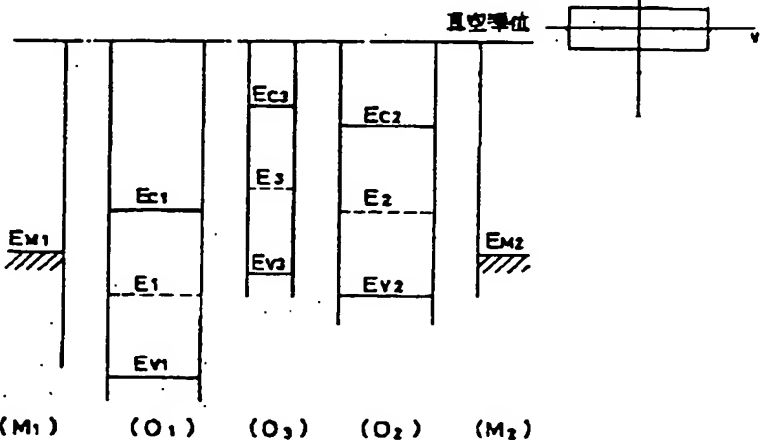 真空準位
v
Ec3
Ec2
E3
Ec1
E2
EM1
EM2
Ev3
E1
Ev2
Ev1
(M1) (O1) (O3) (O2) (M2)